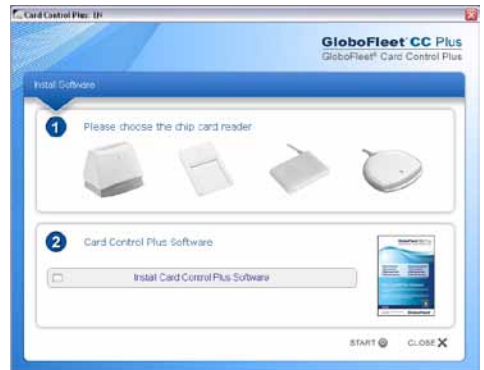 Card Control Plus: EN
GloboFleet® CC Plus
GloboFleet® Card Control Plus
Install Software
1 Please choose the chip card reader
2 Card Control Plus Software
Install Card Control Plus Software
GloboFleet
START
CLOSE